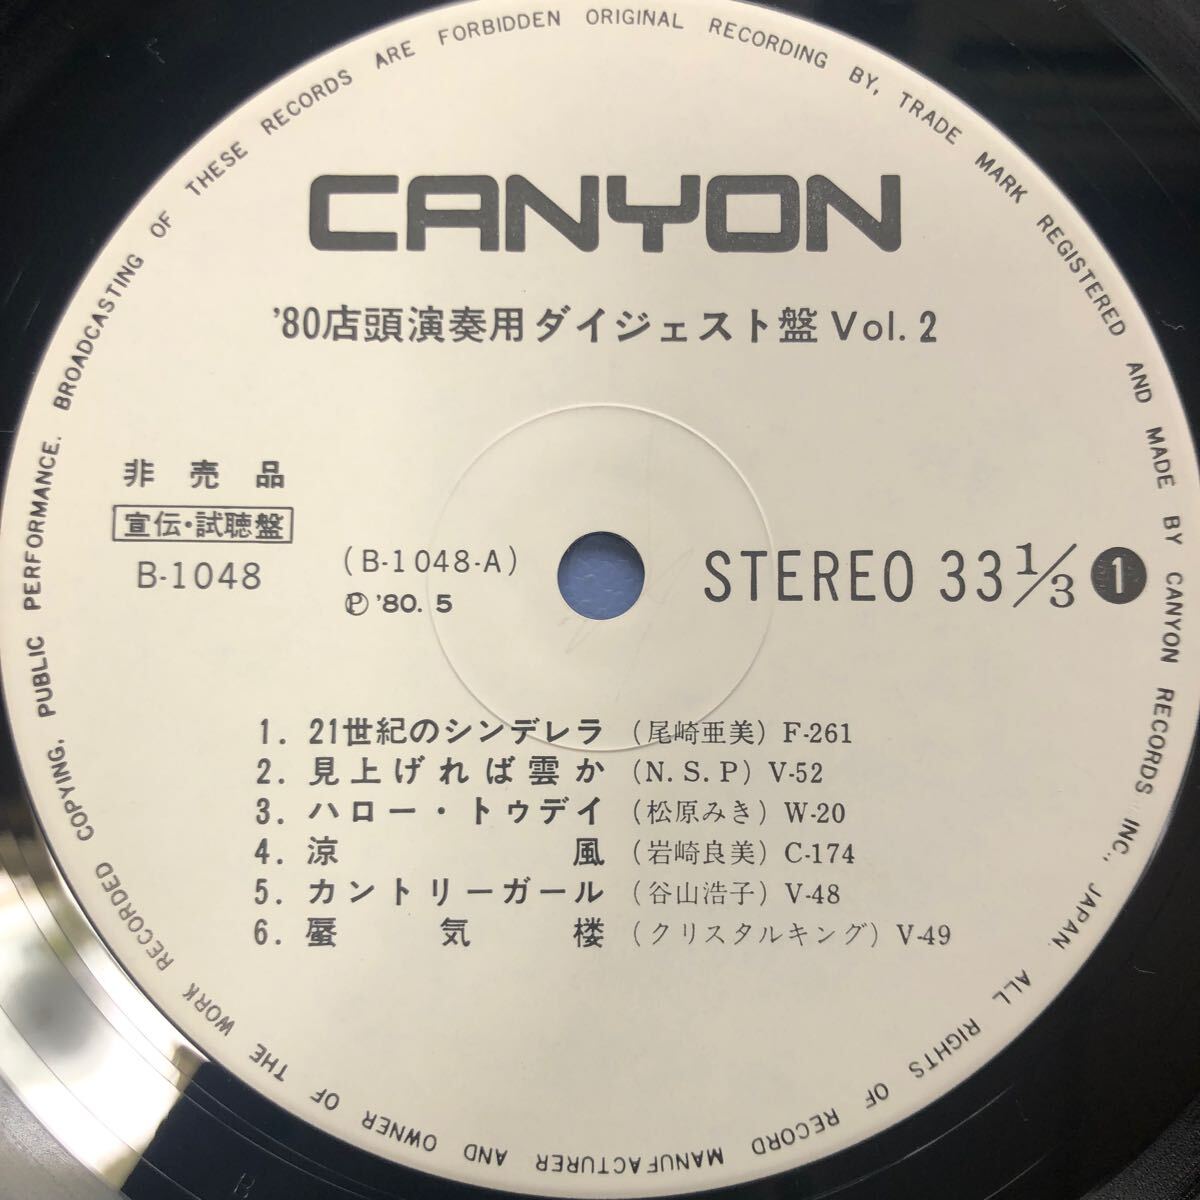 CANYON
'80店頭演奏用ダイジェスト盤 Vol. 2
非売品
宣伝・試聴盤
B-1048
(B-1048-A)
Ⓟ '80. 5
STEREO 33 1/3 1
1. 21世紀のシンデレラ (尾崎亜美) F-261
2. 見上げれば雲か (N. S. P) V-52
3. ハロー・トゥデイ (松原みき) W-20
4. 涼風 (岩崎良美) C-174
5. カントリーガール (谷山浩子) V-48
6. 蜃気楼 (クリスタルキング) V-49
ORIGINAL RECORDING BY, TRADE MARK REGISTERED AND MADE BY CANYON RECORDS INC., JAPAN. ALL RIGHTS OF RECORD MANUFACTURER AND OWNER OF THE WORK RECORDED COPYING, PUBLIC PERFORMANCE. BROADCASTING OF THESE RECORDS ARE FORBIDDEN